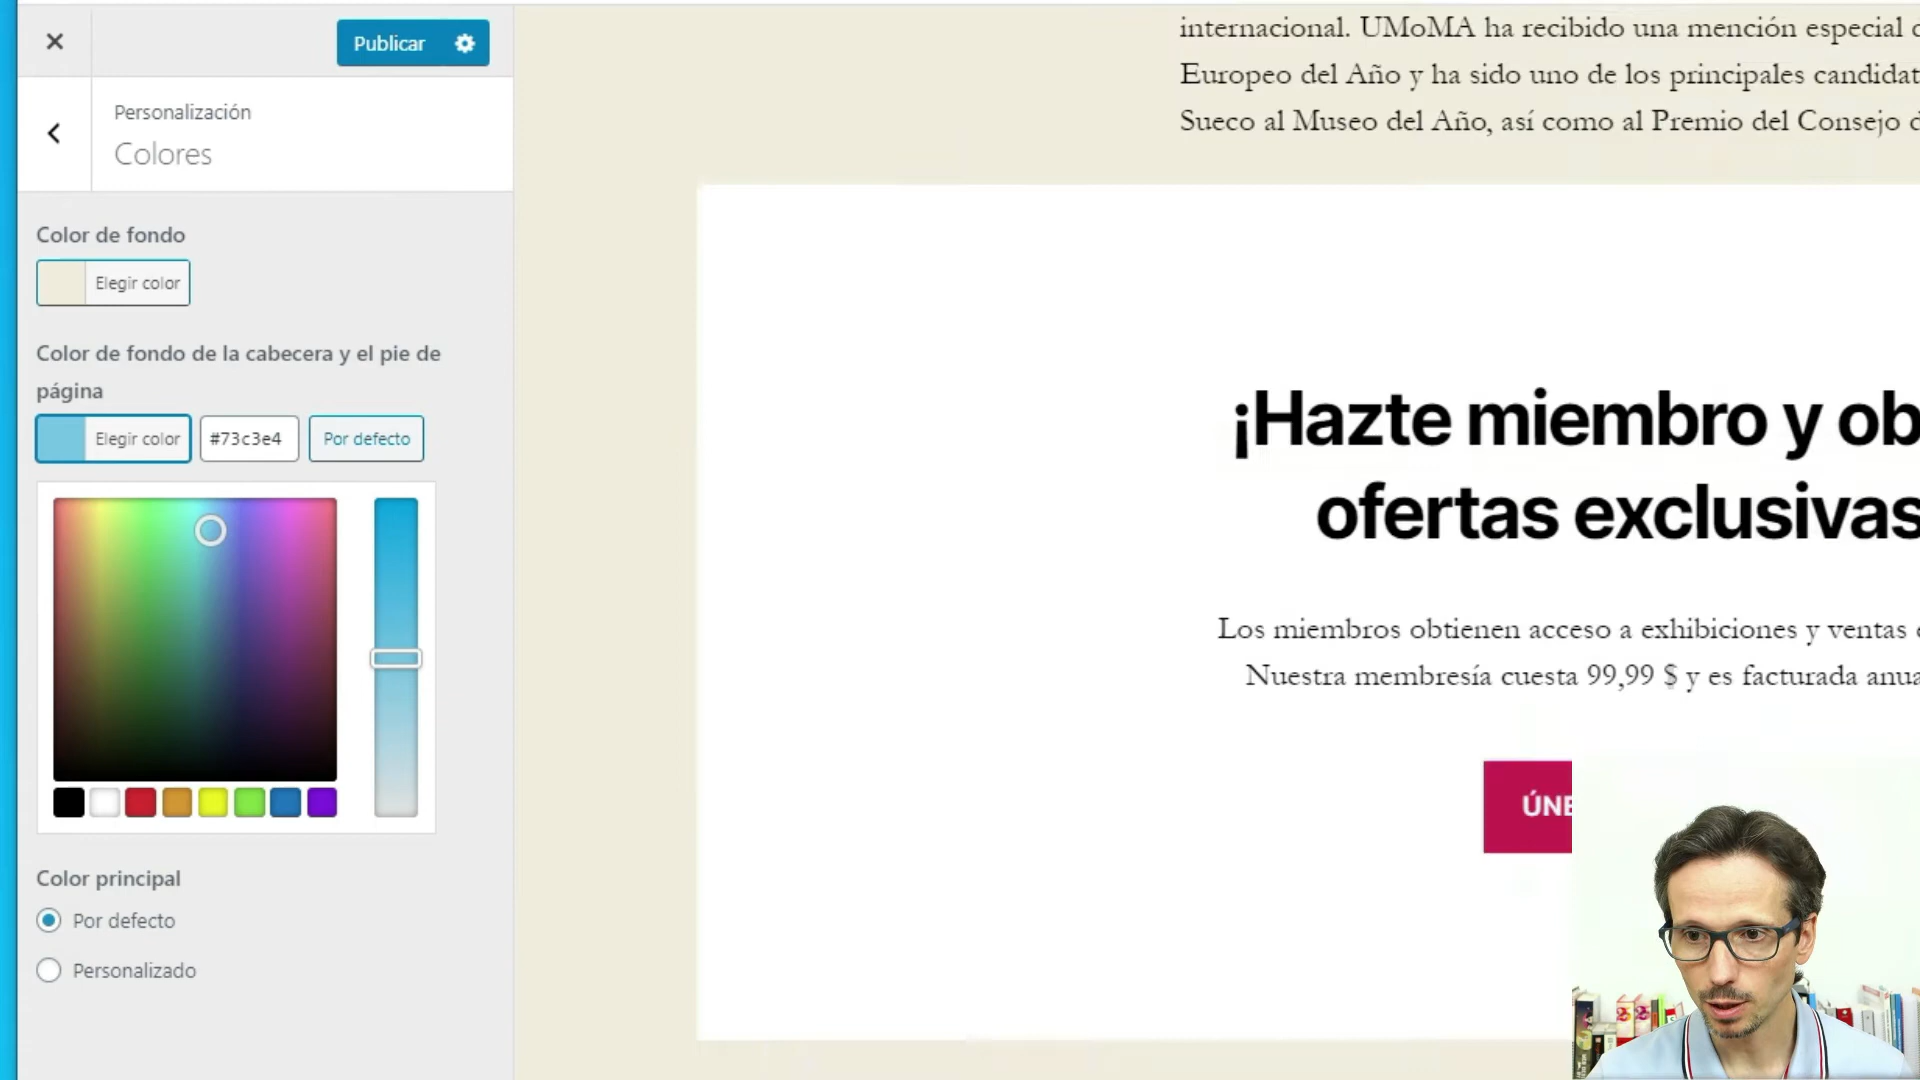 Publicar
Personalización
Colores
Color de fondo
Elegir color
Color de fondo de la cabecera y el pie de
página
Elegir color
#73c3e4
Por defecto
Color principal
Por defecto
Personalizado
internacional. UMoMA ha recibido una mención especial
Europeo del Año y ha sido uno de los principales candidat
Sueco al Museo del Año, así como al Premio del Consejo d
¡Hazte miembro y ob
ofertas exclusivas
Los miembros obtienen acceso a exhibiciones y ventas
Nuestra membresía cuesta 99,99 $ y es facturada anua
ÚNE